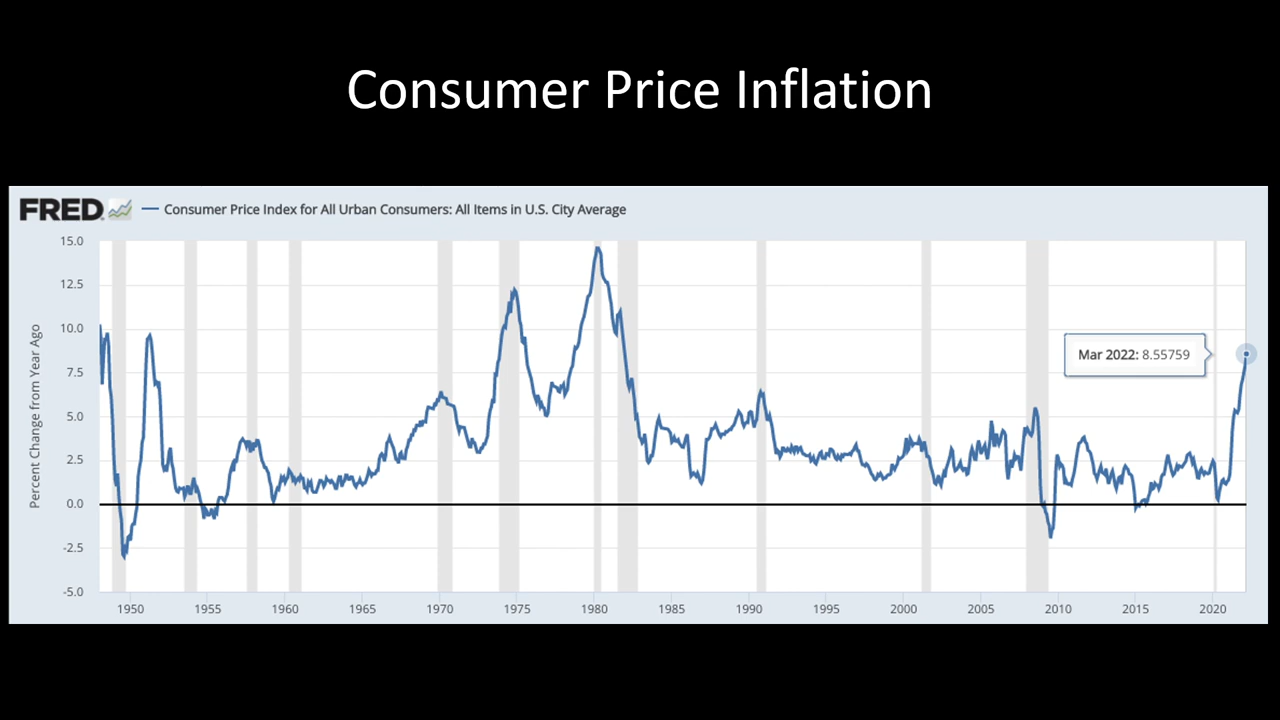 Consumer Price Inflation
FRED Consumer Price Index for All Urban Consumers: All Items in U.S. City Average
Percent Change from Year Ago
15.0
12.5
10.0
7.5
5.0
2.5
0.0
-2.5
-5.0
Mar 2022: 8.55759
1950 1955 1960 1965 1970 1975 1980 1985 1990 1995 2000 2005 2010 2015 2020